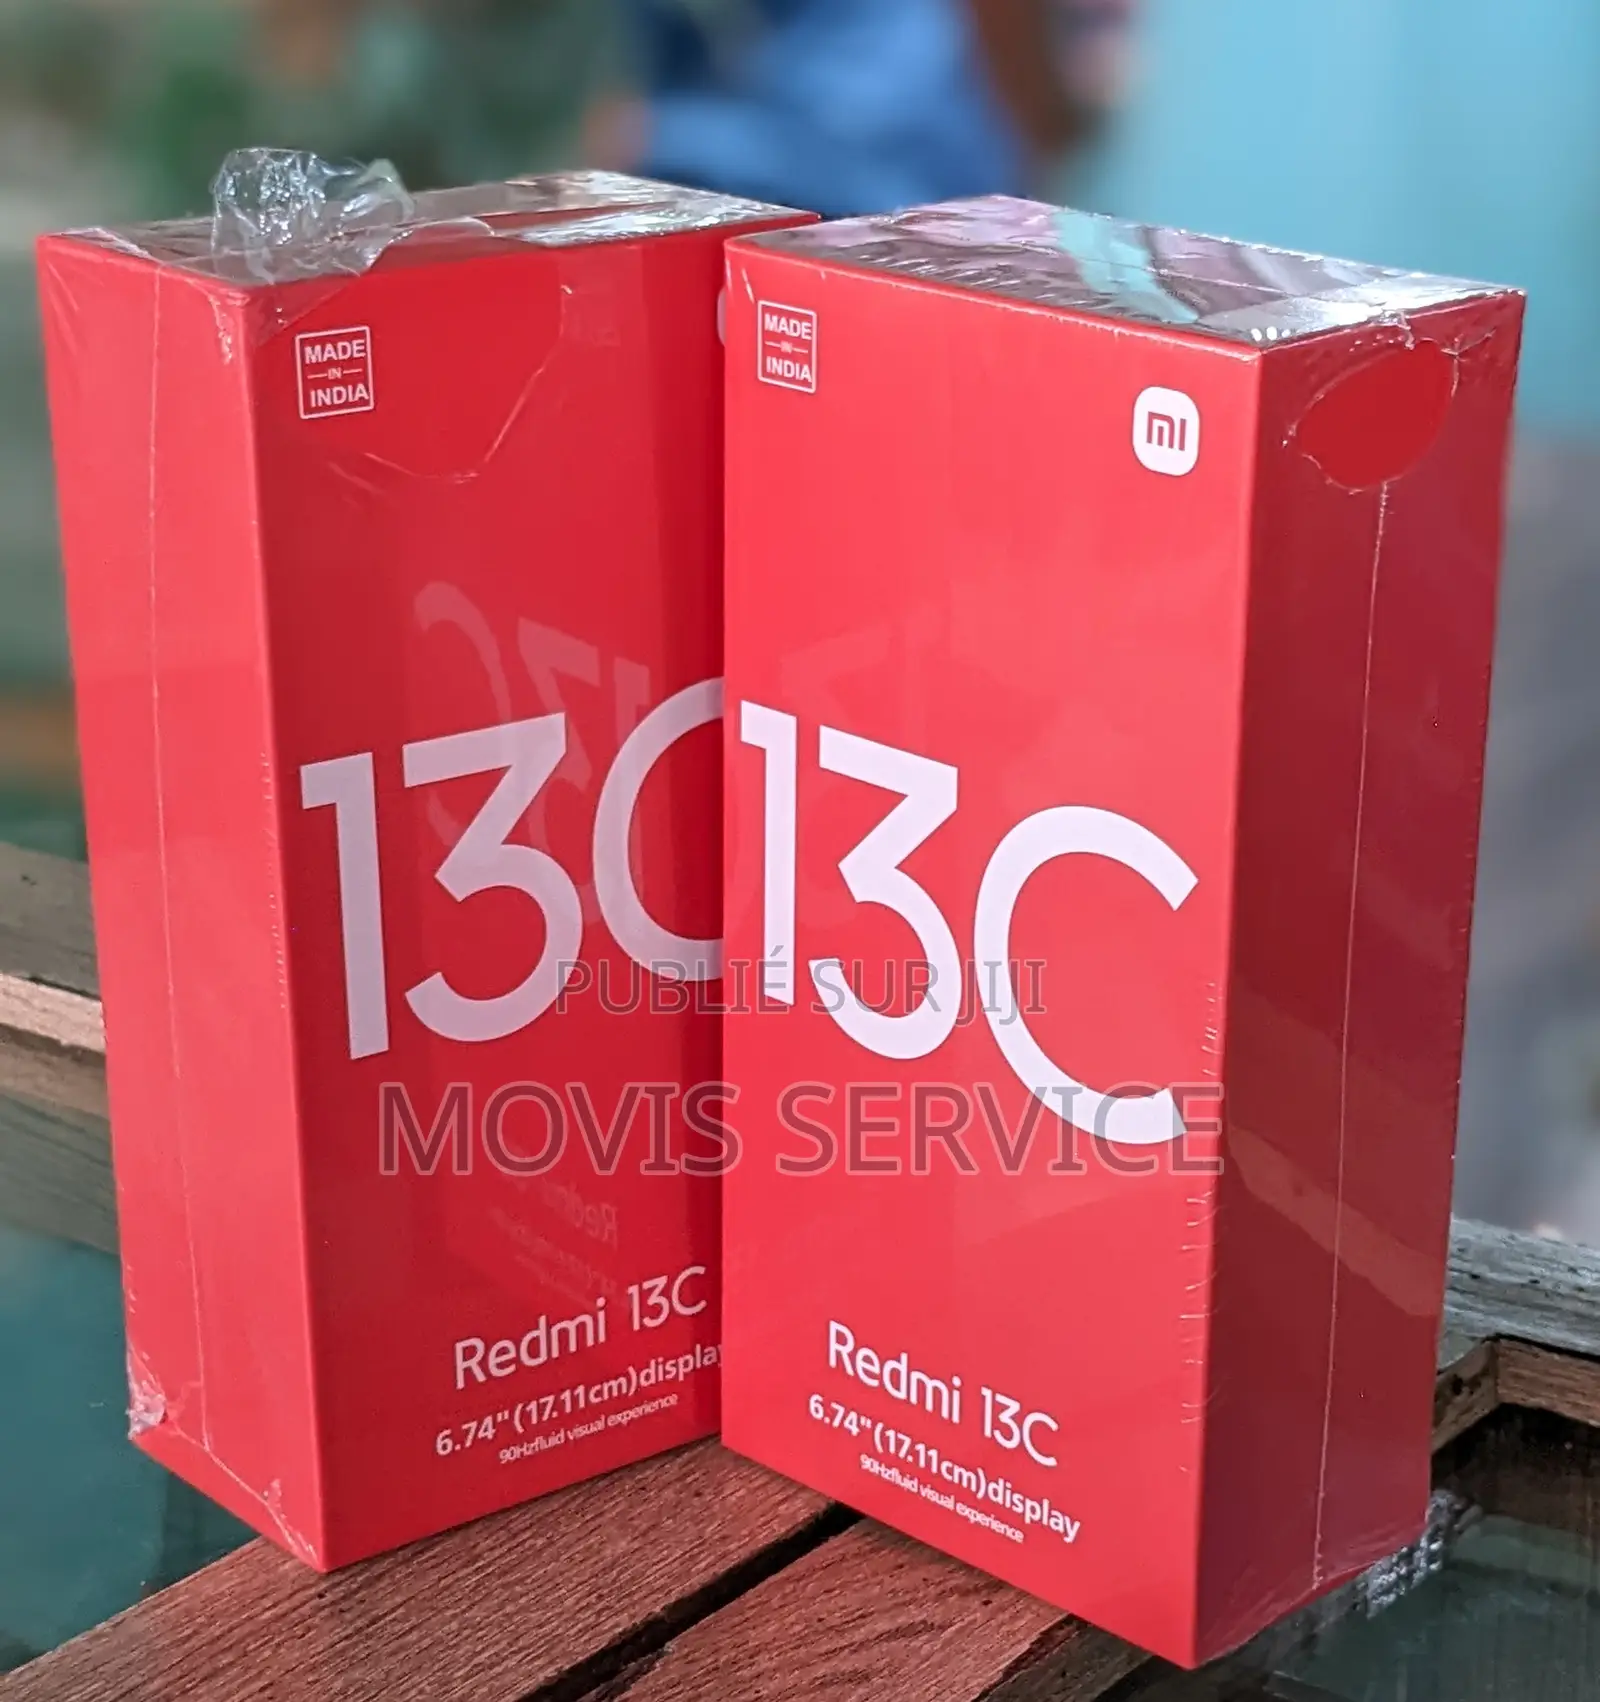 MADE
IN
INDIA
13C
Redmi 13C
6.74"(17.11cm)display
90Hzfluid visual experience
MADE
IN
INDIA
mi
13C
Redmi 13C
6.74"(17.11cm)display
90Hzfluid visual experience
PUBLIÉ SUR JIJI
MOVIS SERVICE